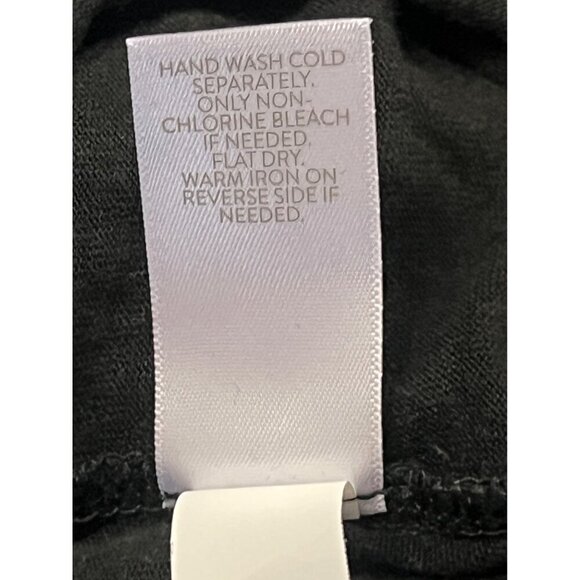 HAND WASH COLD
SEPARATELY.
ONLY NON-
CHLORINE BLEACH
IF NEEDED.
FLAT DRY.
WARM IRON ON
REVERSE SIDE IF
NEEDED.